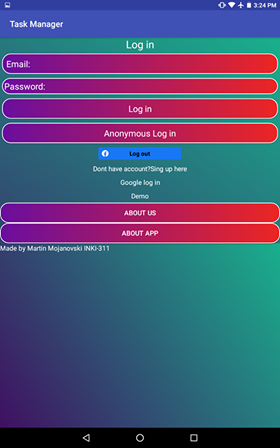 3:24 PM
Task Manager
Log in
Email:
Password:
Log in
Anonymous Log in
Log out
Dont have account?Sing up here
Google log in
Demo
ABOUT US
ABOUT APP
Made by Martin Mojanovski INKI-311